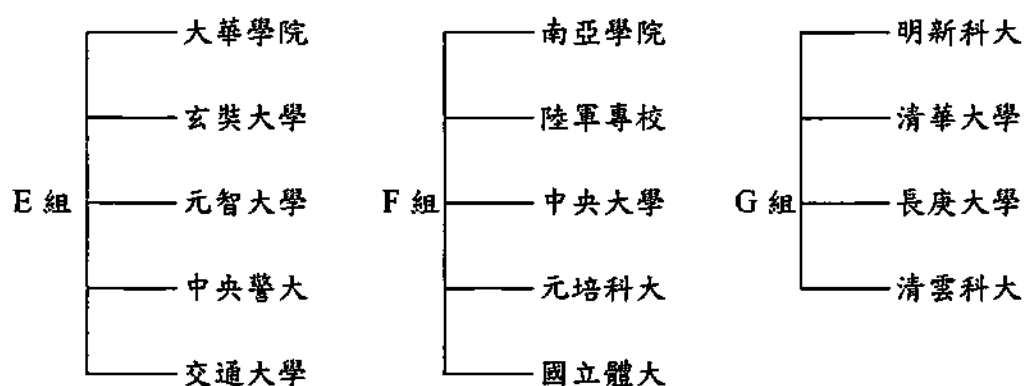 E組
大華學院
玄奘大學
元智大學
中央警大
交通大學
F組
南亞學院
陸軍專校
中央大學
元培科大
國立體大
G組
明新科大
清華大學
長庚大學
清雲科大